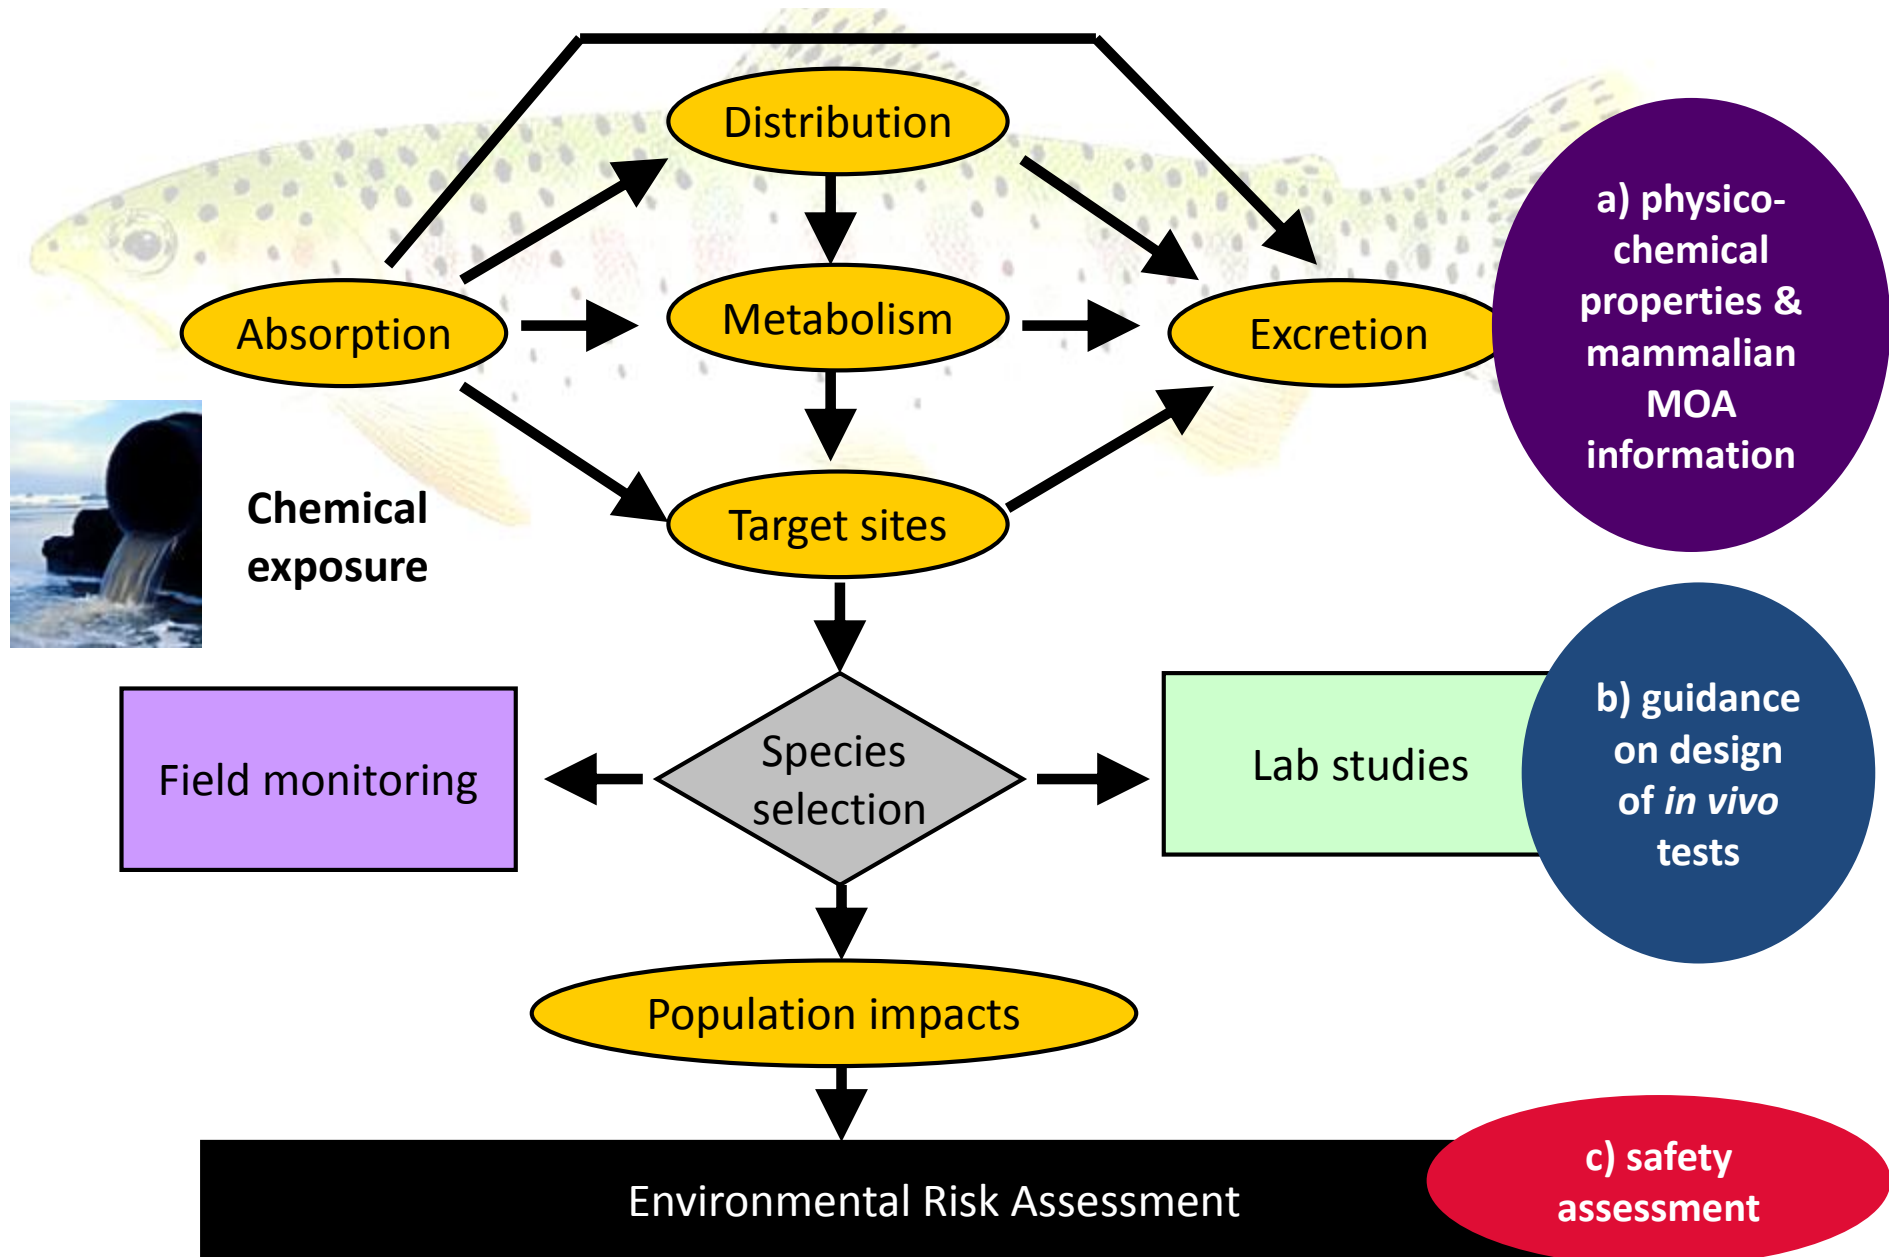 Distribution
Absorption
Metabolism
Excretion
Target sites
a) physico-
chemical
properties &
mammalian
MOA
information
Chemical
exposure
Field monitoring
Species
selection
Lab studies
b) guidance
on design
of in vivo
tests
Population impacts
Environmental Risk Assessment
c) safety
assessment